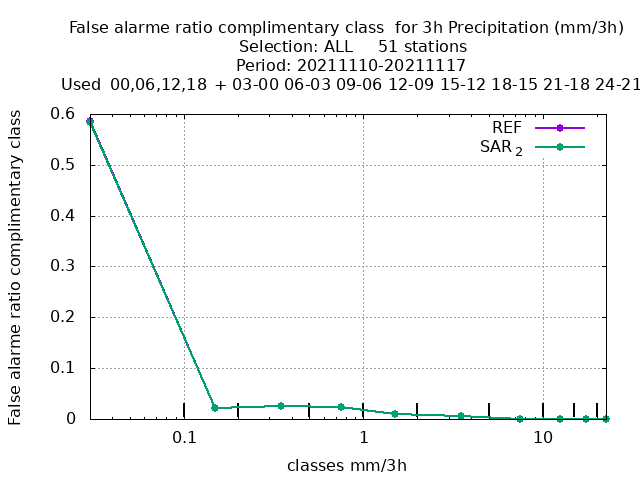 False alarme ratio complimentary class  for 3h Precipitation (mm/3h)
Selection: ALL     51 stations
Period: 20211110-20211117
Used  00,06,12,18  + 03-00 06-03 09-06 12-09 15-12 18-15 21-18 24-21
False alarme ratio complimentary class
0.6
0.5
0.4
0.3
0.2
0.1
0
REF
SAR 2
0.1
1
10
classes mm/3h